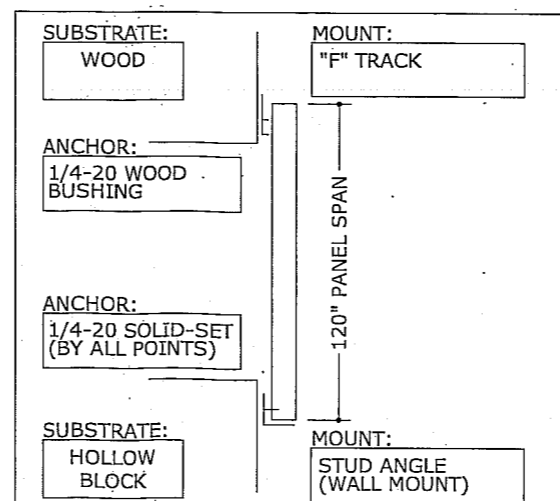 SUBSTRATE:
WOOD
MOUNT:
"F" TRACK
ANCHOR:
1/4-20 WOOD
BUSHING
120" PANEL SPAN
ANCHOR:
1/4-20 SOLID-SET
(BY ALL POINTS)
SUBSTRATE:
HOLLOW
BLOCK
MOUNT:
STUD ANGLE
(WALL MOUNT)